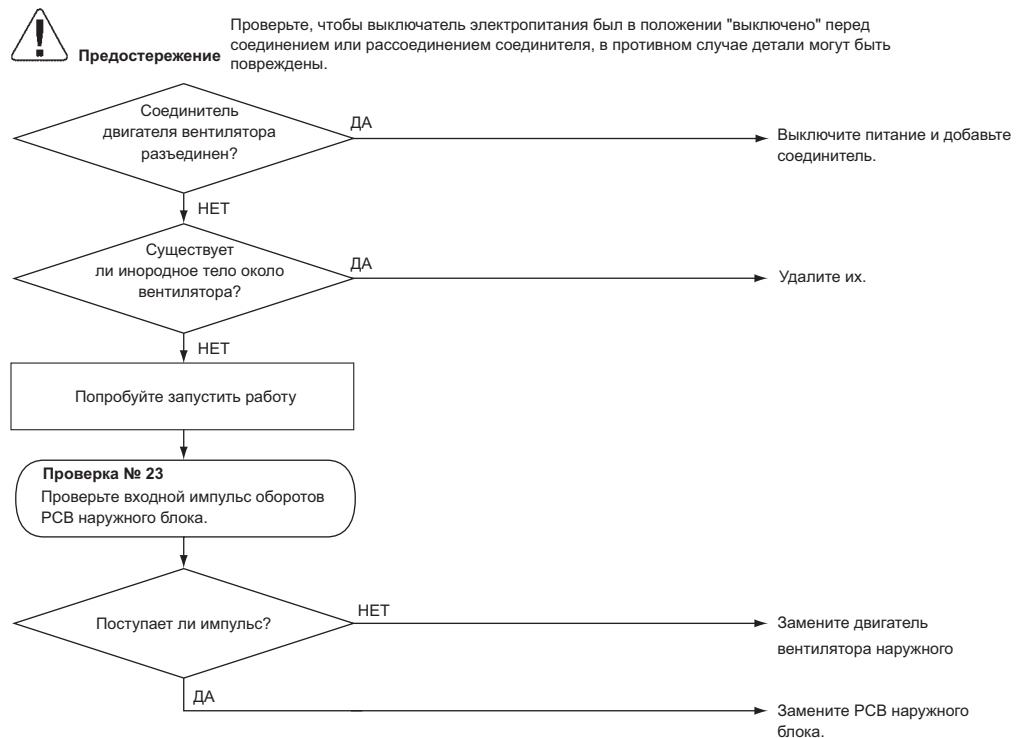 Предостережение
Проверьте, чтобы выключатель электропитания был в положении "выключено" перед
соединением или рассоединением соединителя, в противном случае детали могут быть
повреждены.
Соединитель
двигателя вентилятора
разъединен?
ДА
Выключите питание и добавьте
соединитель.
НЕТ
Существует
ли инородное тело около
вентилятора?
ДА
Удалите их.
НЕТ
Попробуйте запустить работу
Проверка № 23
Проверьте входной импульс оборотов
РСВ наружного блока.
Поступает ли импульс?
НЕТ
Замените двигатель
вентилятора наружного
ДА
Замените РСВ наружного
блока.